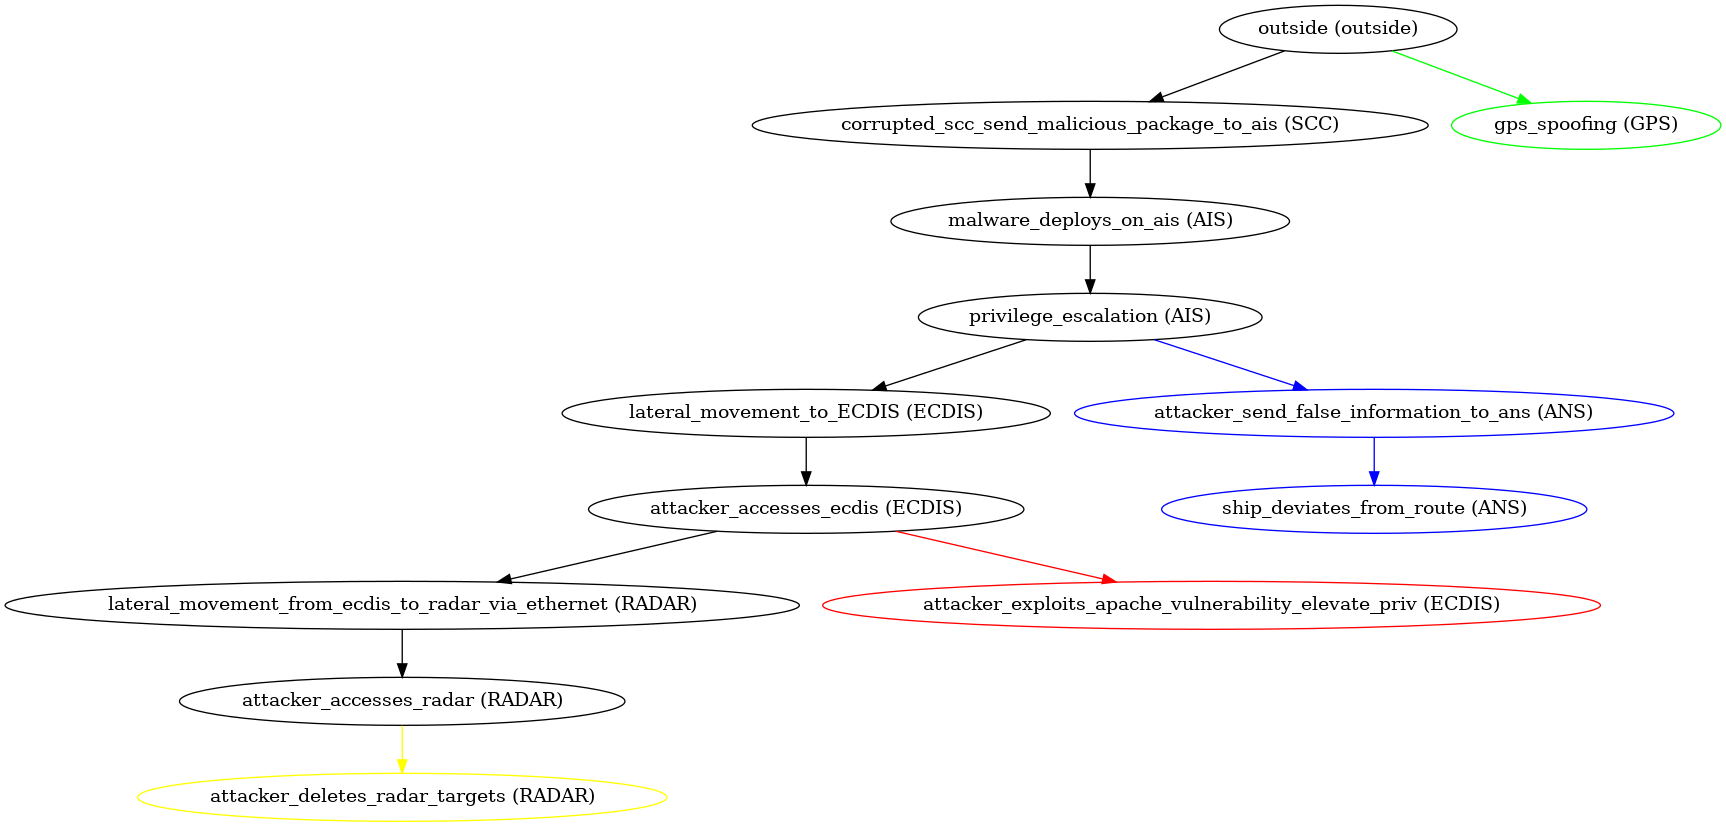 outside (outside)
corrupted_scc_send_malicious_package_to_ais (SCC)
gps_spoofing (GPS)
malware_deploys_on_ais (AIS)
privilege_escalation (AIS)
lateral_movement_to_ECDIS (ECDIS)
attacker_send_false_information_to_ans (ANS)
attacker_accesses_ecdis (ECDIS)
ship_deviates_from_route (ANS)
lateral_movement_from_ecdis_to_radar_via_ethernet (RADAR)
attacker_exploits_apache_vulnerability_elevate_priv (ECDIS)
attacker_accesses_radar (RADAR)
attacker_deletes_radar_targets (RADAR)